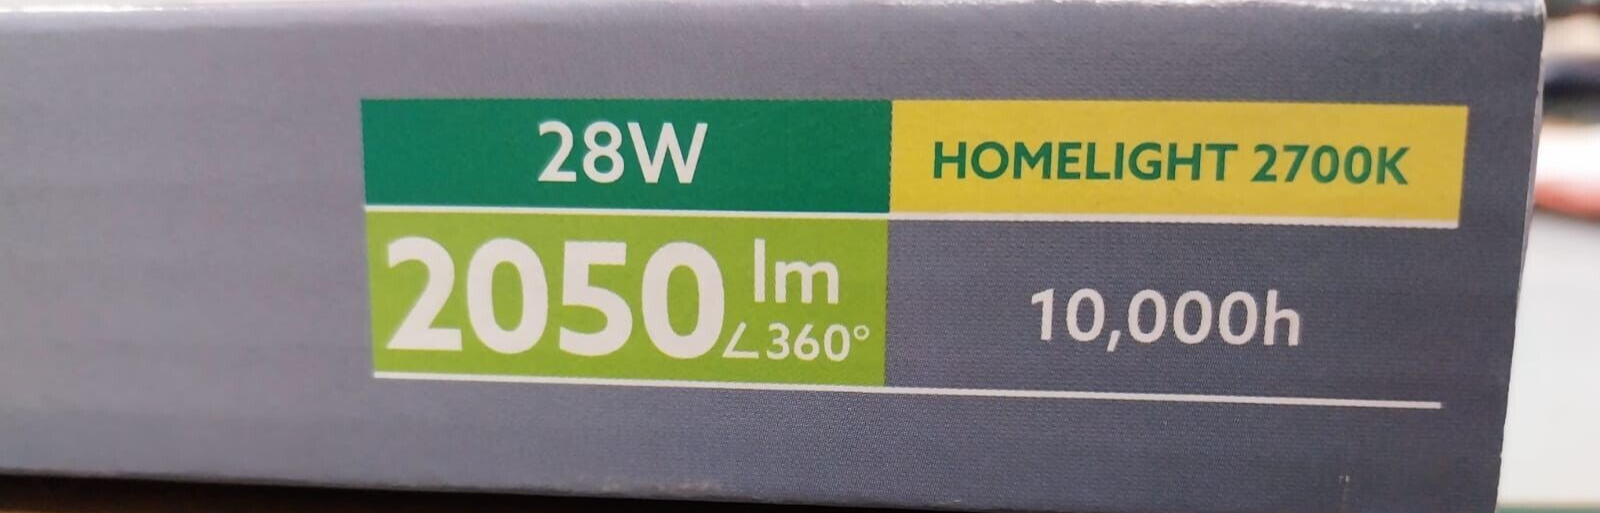 28W
HOMELIGHT 2700K
2050 lm
∠360°
10,000h